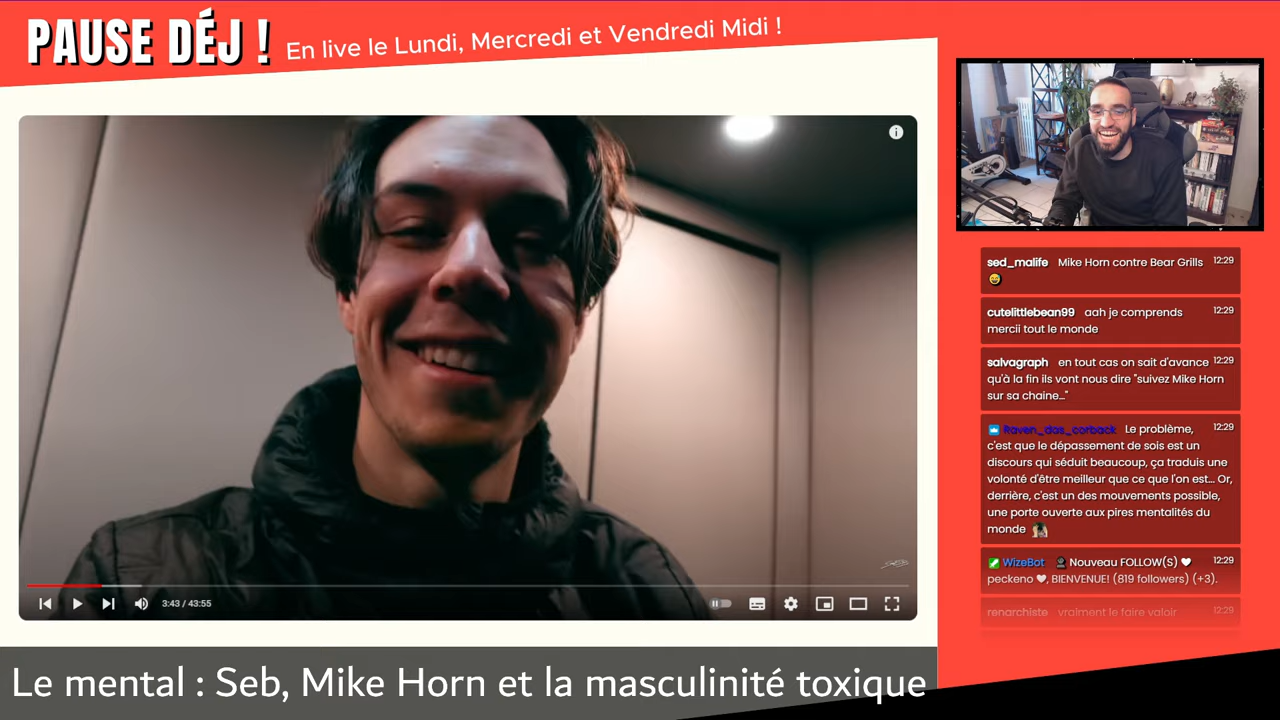 PAUSE DÉJ !
En live le Lundi, Mercredi et Vendredi Midi !
3:43 / 43:55
sed_malife Mike Horn contre Bear Grills 12:29
cutelittlebean99 aah je comprends 12:29
mercii tout le monde
salvagraph en tout cas on sait d'avance 12:29
qu'à la fin ils vont nous dire "suivez Mike Horn
sur sa chaine..."
Raven_das_corback Le problème, 12:29
c'est que le dépassement de sois est un
discours qui séduit beaucoup, ça traduis une
volonté d'être meilleur que ce que l'on est... Or,
derrière, c'est un des mouvements possible,
une porte ouverte aux pires mentalités du
monde
WizeBot Nouveau FOLLOW(S) 12:29
peckeno , BIENVENUE! (819 followers) (+3).
renarchiste vraiment le faire valoir 12:29
Le mental : Seb, Mike Horn et la masculinité toxique